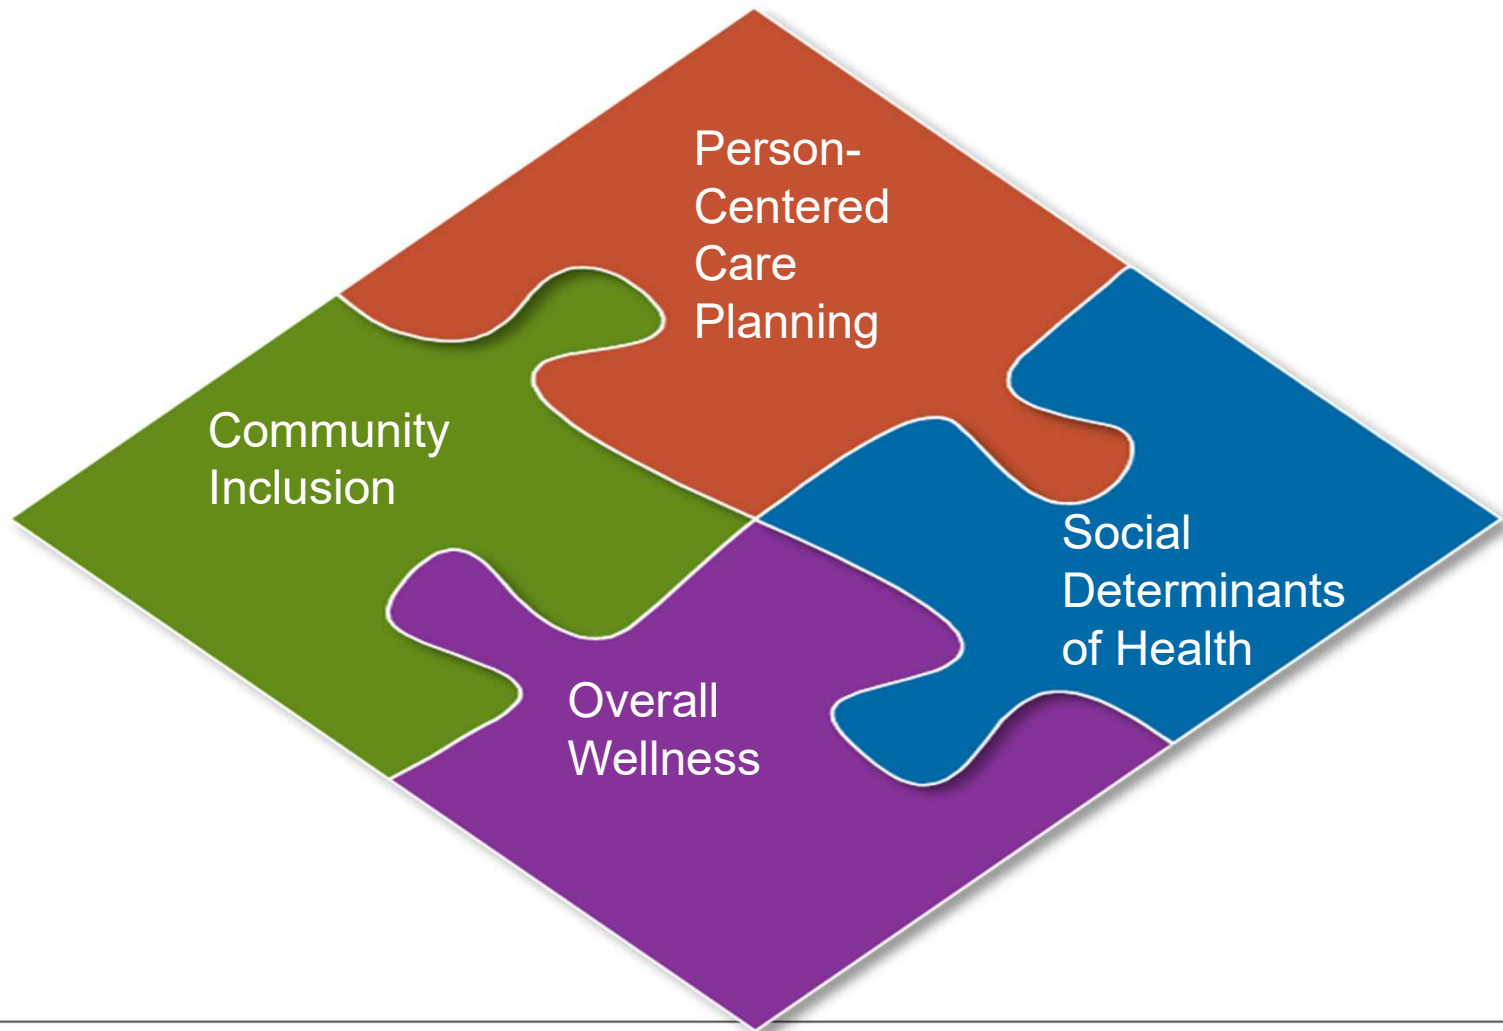 Person-
Centered
Care
Planning
Community
Inclusion
Social
Determinants
of Health
Overall
Wellness